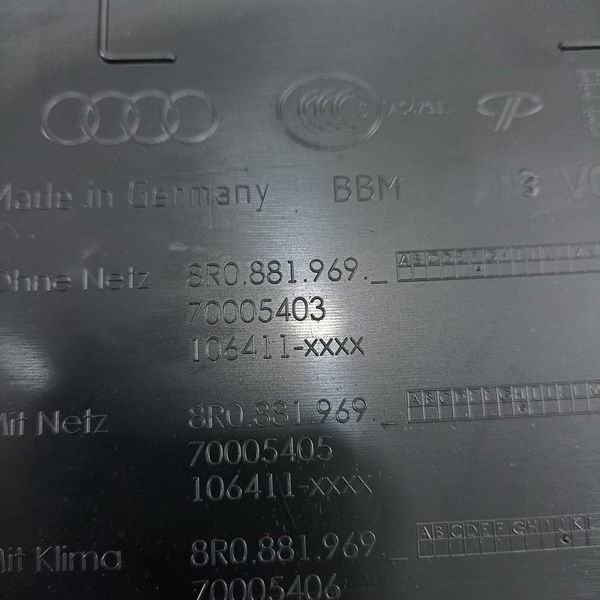 Made in Germany BBM N3
Ohne Netz 8R0.881.969._
70005403
106411-xxxx
Mit Netz 8R0.881.969._
70005405
106411-xxxx
Mit Klima 8R0.881.969._
70005406